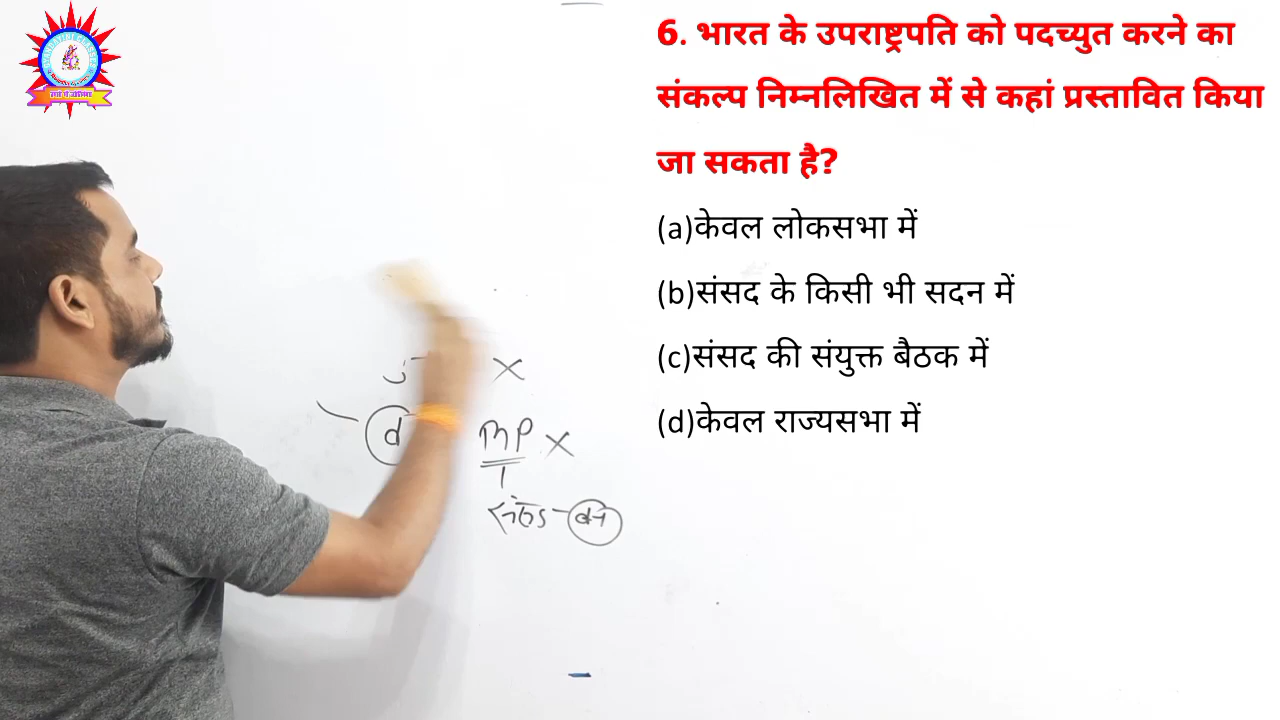 6. भारत के उपराष्ट्रपति को पदच्युत करने का
संकल्प निम्नलिखित में से कहां प्रस्तावित किया
जा सकता है?
(a)केवल लोकसभा में
(b)संसद के किसी भी सदन में
(c)संसद की संयुक्त बैठक में
(d)केवल राज्यसभा में
X
d
MP X